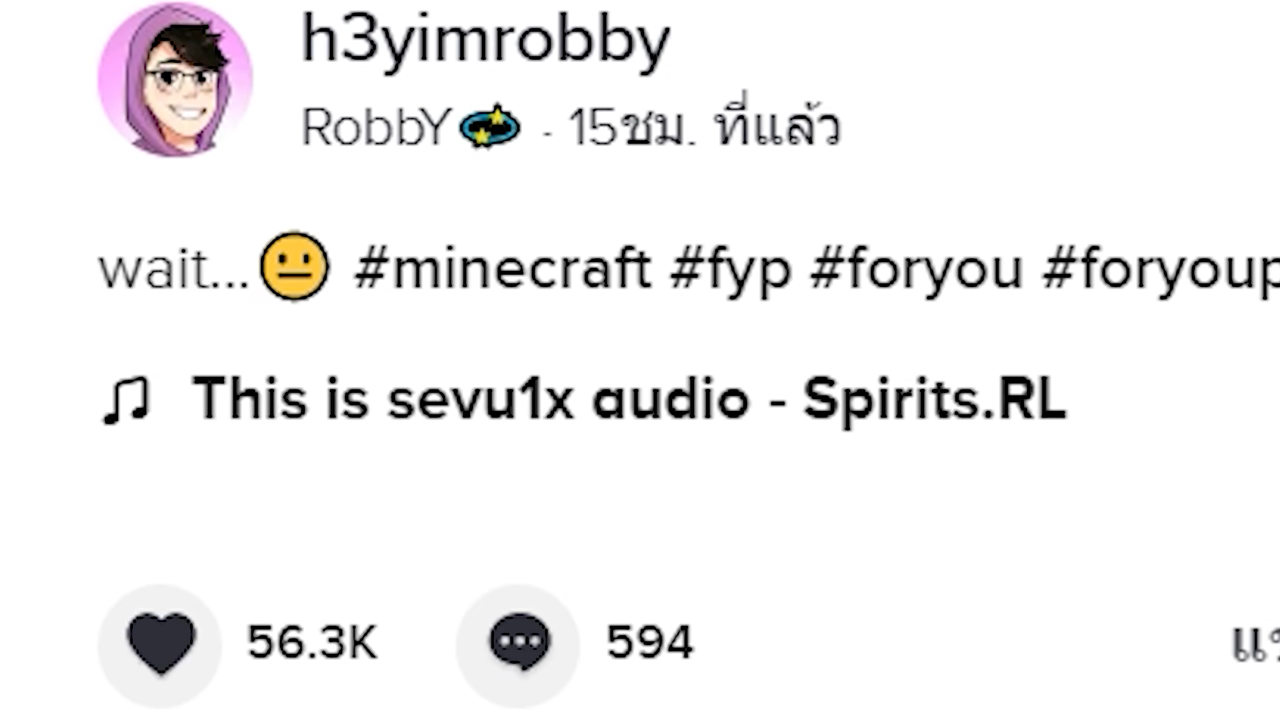 h3yimrobby
RobbY💫 · 15ชม. ที่แล้ว
wait...😐 #minecraft #fyp #foryou
This is sevu1x audio - Spirits.RL
56.3K 594